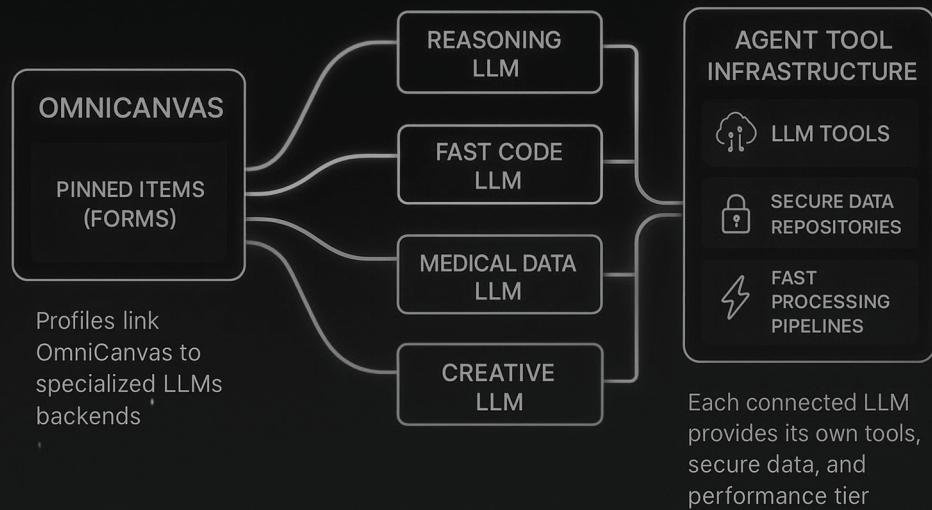 OMNICANVAS
PINNED ITEMS
(FORMS)
Profiles link
OmniCanvas to
specialized LLMs
backends
REASONING
LLM
FAST CODE
LLM
MEDICAL DATA
LLM
CREATIVE
LLM
AGENT TOOL
INFRASTRUCTURE
LLM TOOLS
SECURE DATA
REPOSITORIES
FAST
PROCESSING
PIPELINES
Each connected LLM
provides its own tools,
secure data, and
performance tier